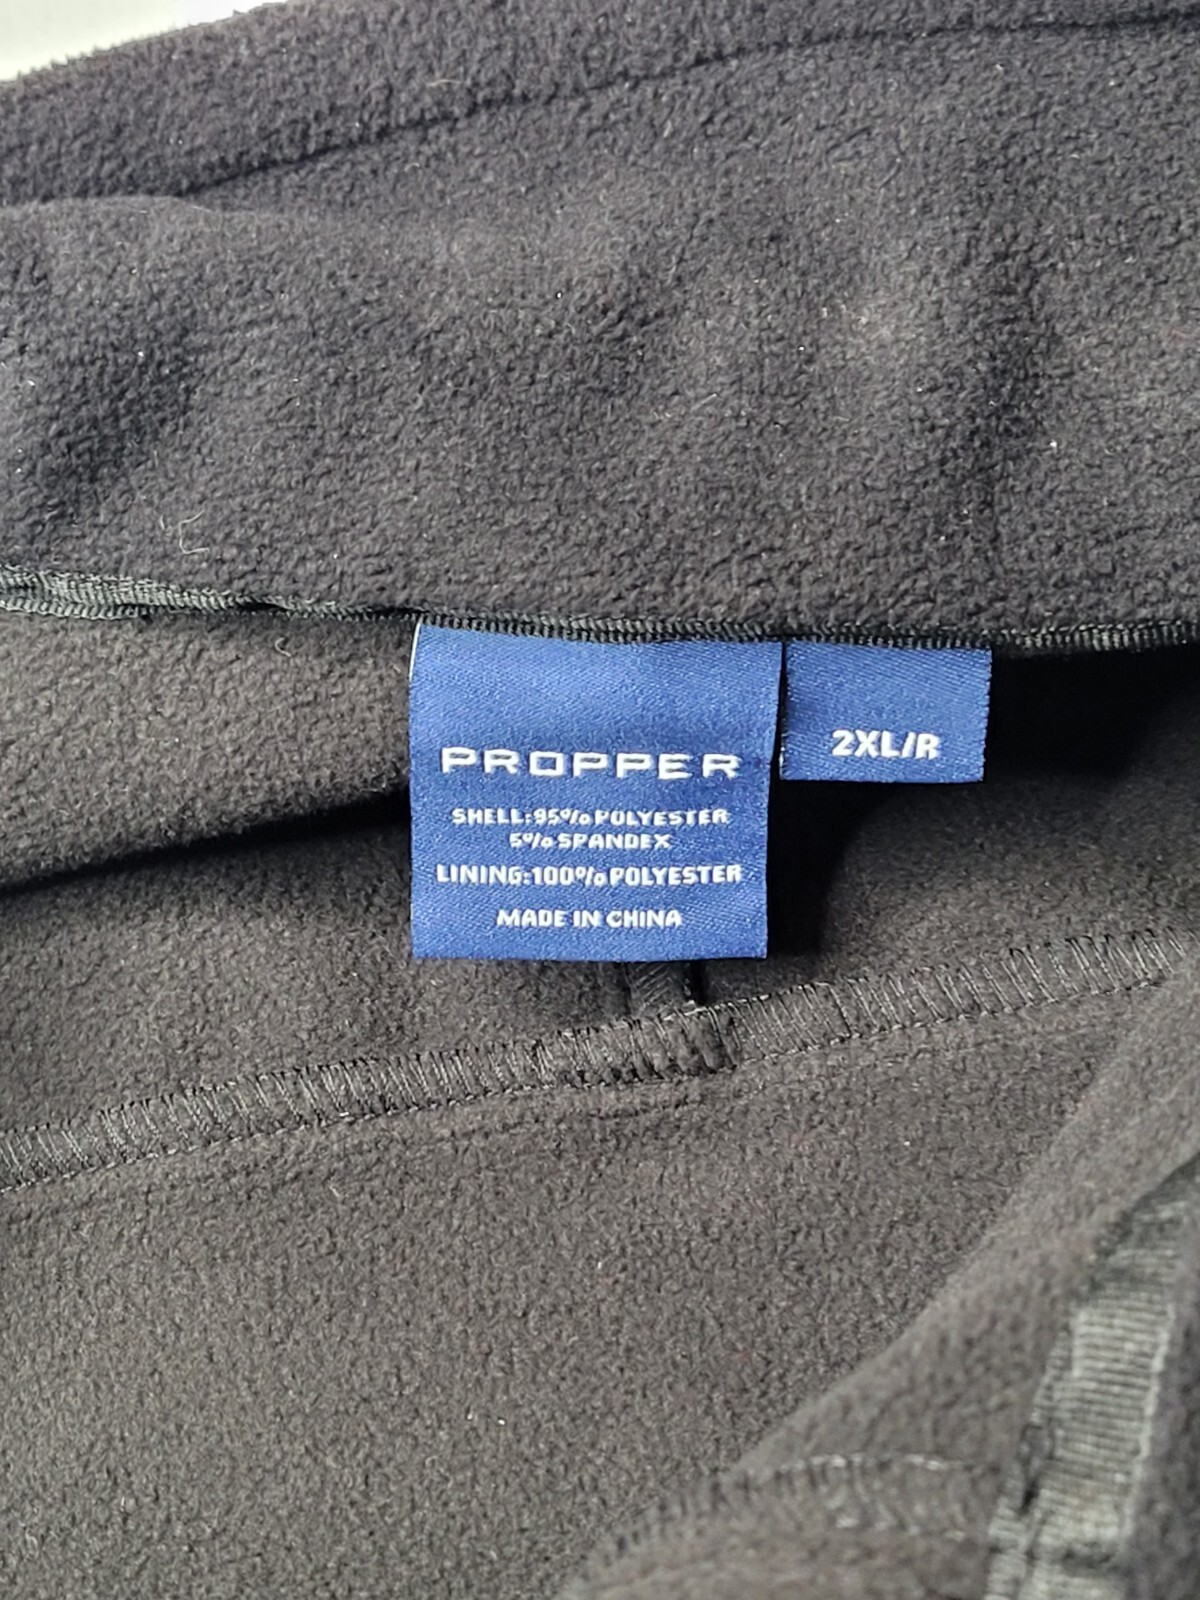 PROPPER
2XL/R
SHELL:95% POLYESTER
5% SPANDEX
LINING:100% POLYESTER
MADE IN CHINA